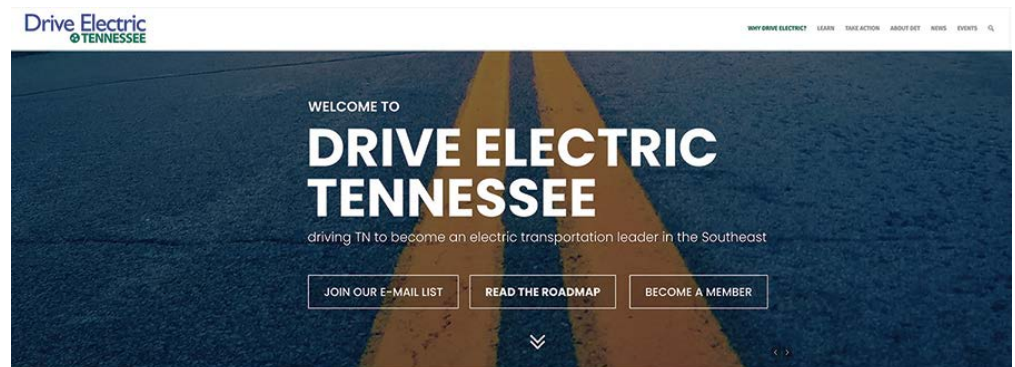 Drive Electric
TENNESSEE
WHY DRIVE ELECTRIC? LEARN TAKE ACTION ABOUT DET NEWS EVENTS
WELCOME TO
DRIVE ELECTRIC
TENNESSEE
driving TN to become an electric transportation leader in the Southeast
JOIN OUR E-MAIL LIST READ THE ROADMAP BECOME A MEMBER